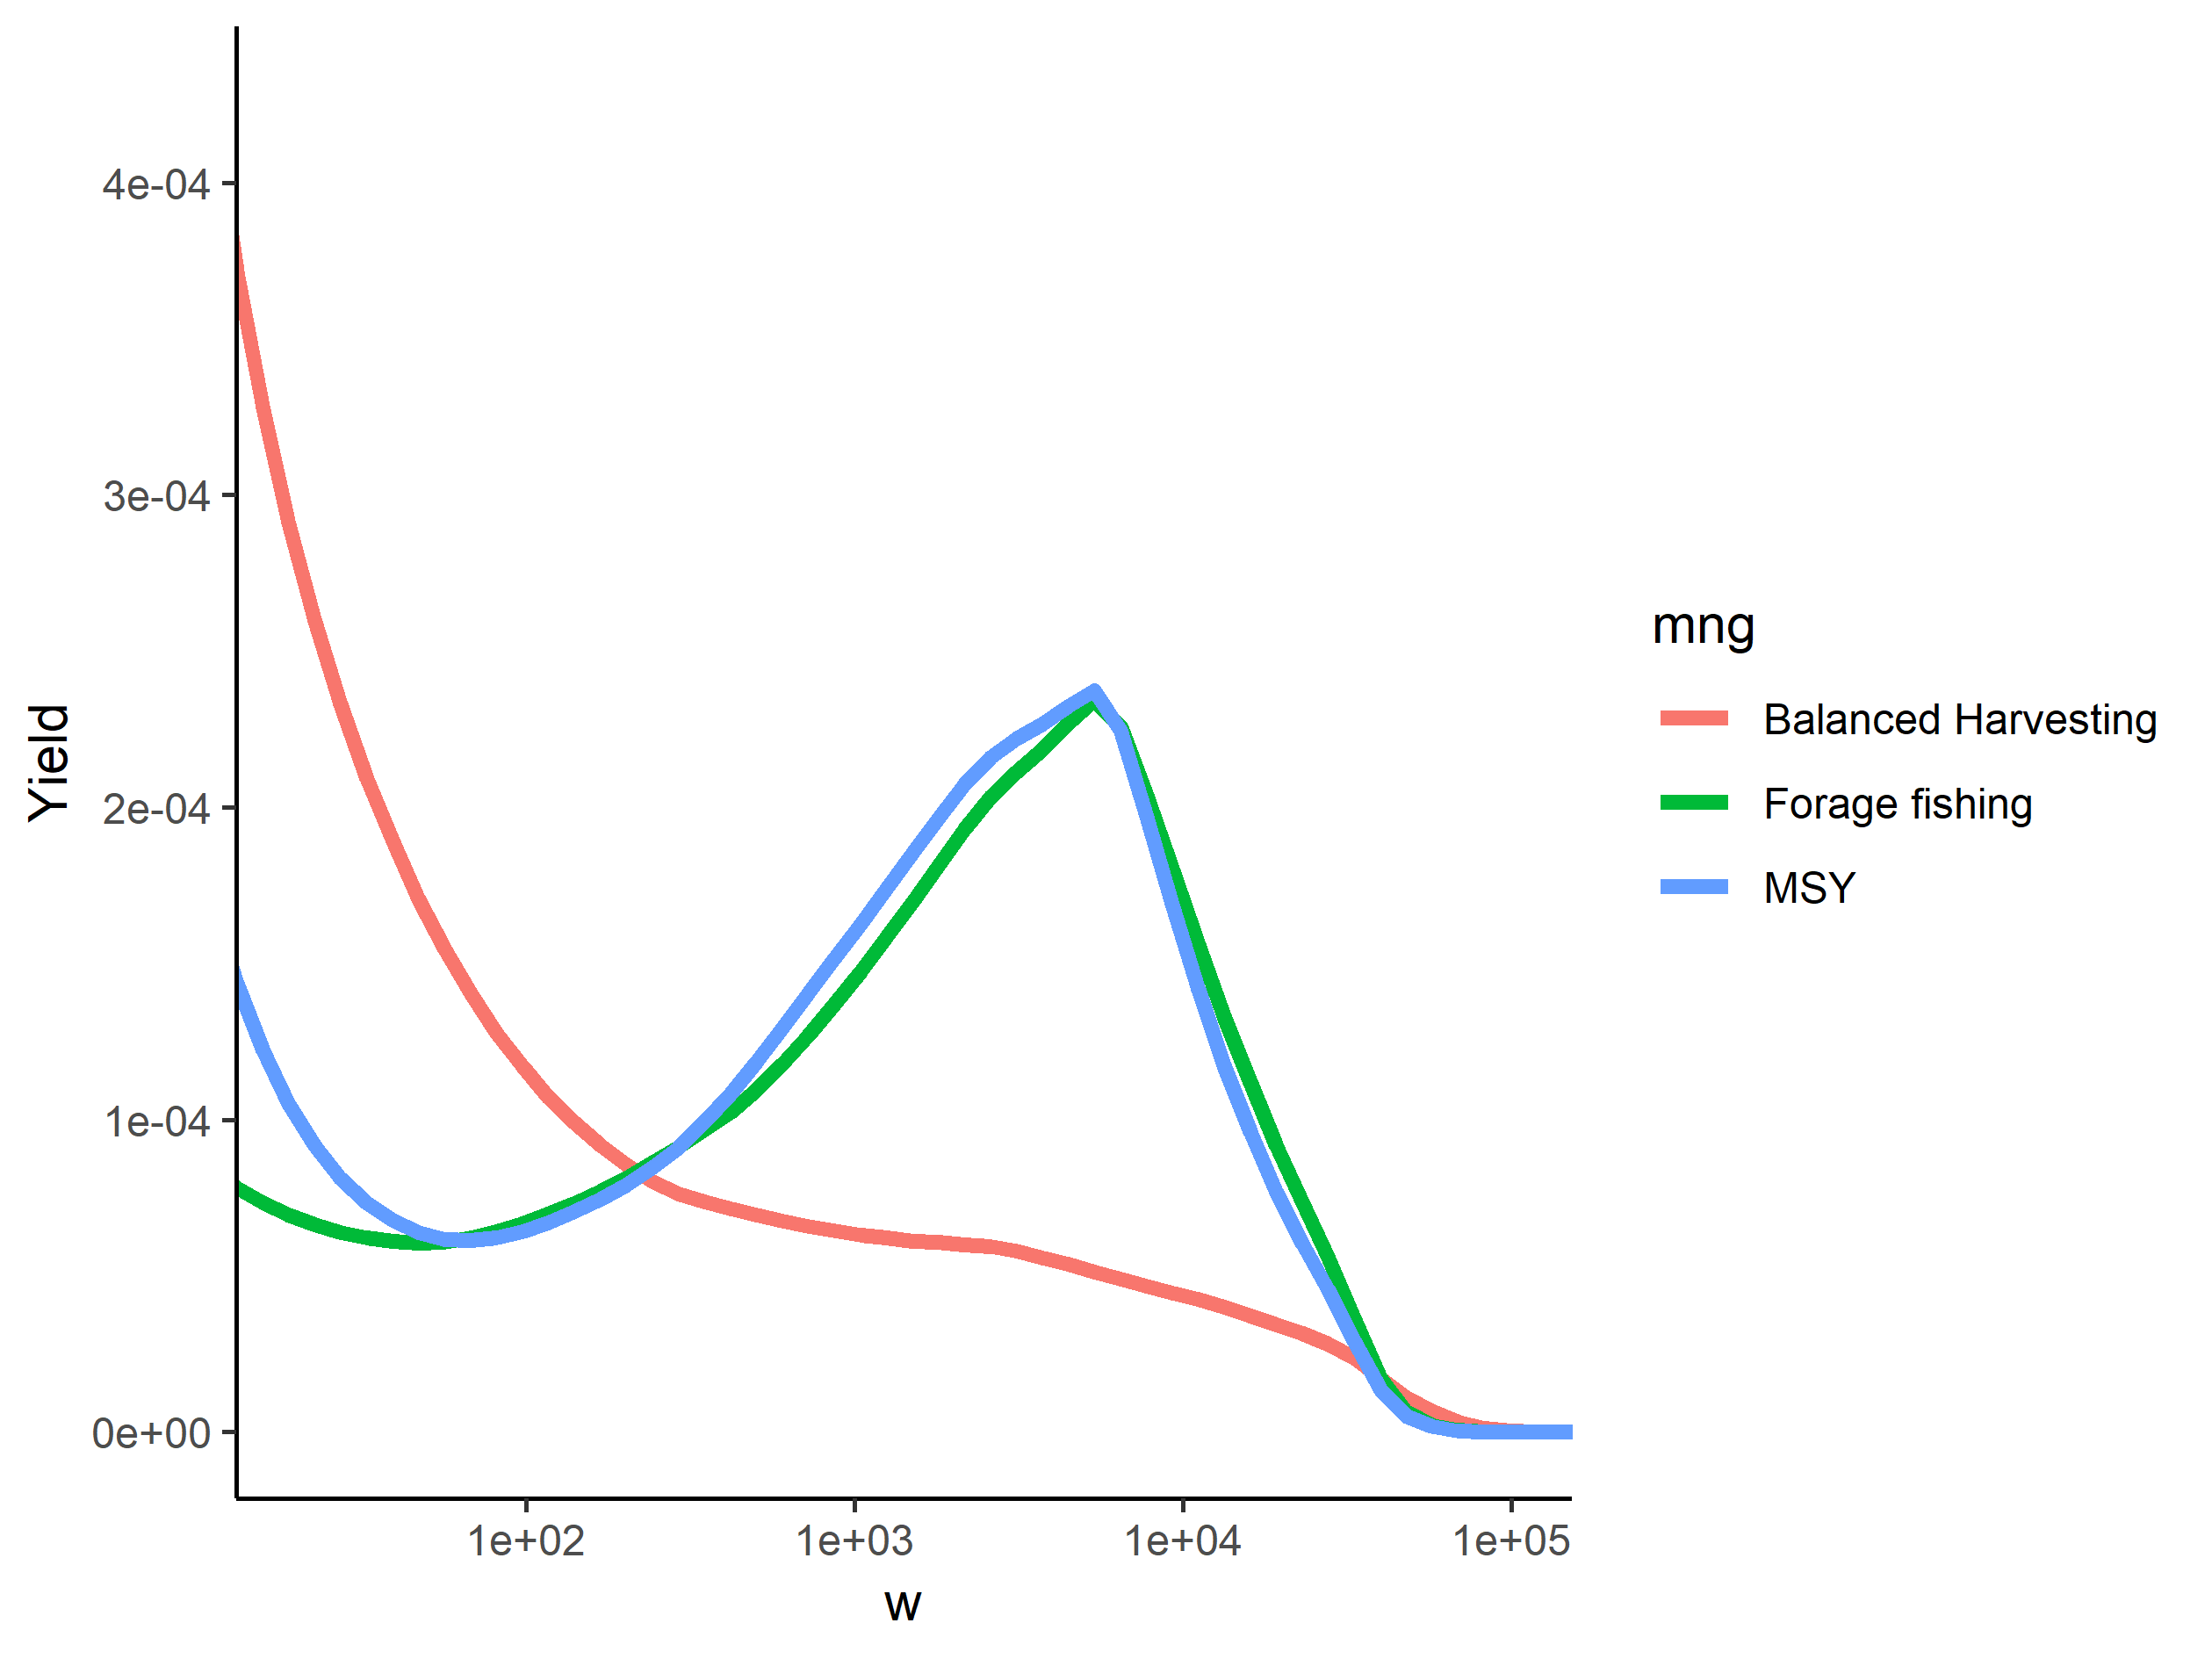 Yield
4e-04
3e-04
2e-04
1e-04
0e+00
1e+02
1e+03
1e+04
1e+05
w
mng
Balanced Harvesting
Forage fishing
MSY